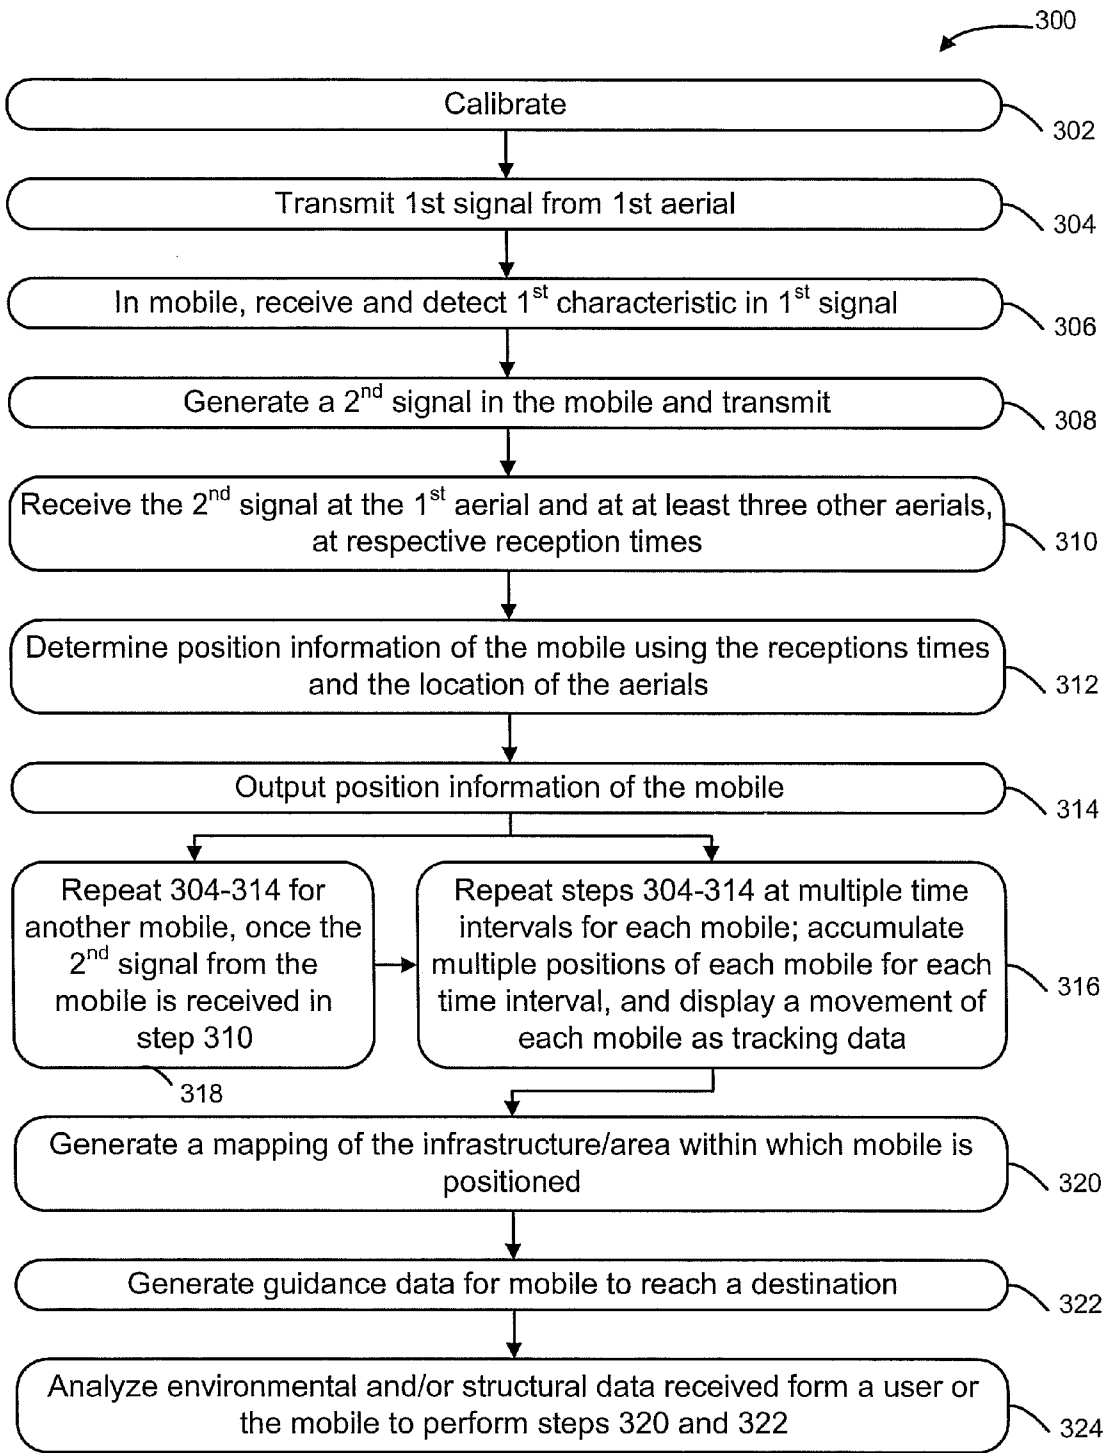 300
Calibrate
302
Transmit 1st signal from 1st aerial
304
In mobile, receive and detect 1st characteristic in 1st signal
306
Generate a 2nd signal in the mobile and transmit
308
Receive the 2nd signal at the 1st aerial and at at least three other aerials,
at respective reception times
310
Determine position information of the mobile using the receptions times
and the location of the aerials
312
Output position information of the mobile
314
Repeat 304-314 for
another mobile, once the
2nd signal from the
mobile is received in
step 310
318
Repeat steps 304-314 at multiple time
intervals for each mobile; accumulate
multiple positions of each mobile for each
time interval, and display a movement of
each mobile as tracking data
316
Generate a mapping of the infrastructure/area within which mobile is
positioned
320
Generate guidance data for mobile to reach a destination
322
Analyze environmental and/or structural data received form a user or
the mobile to perform steps 320 and 322
324